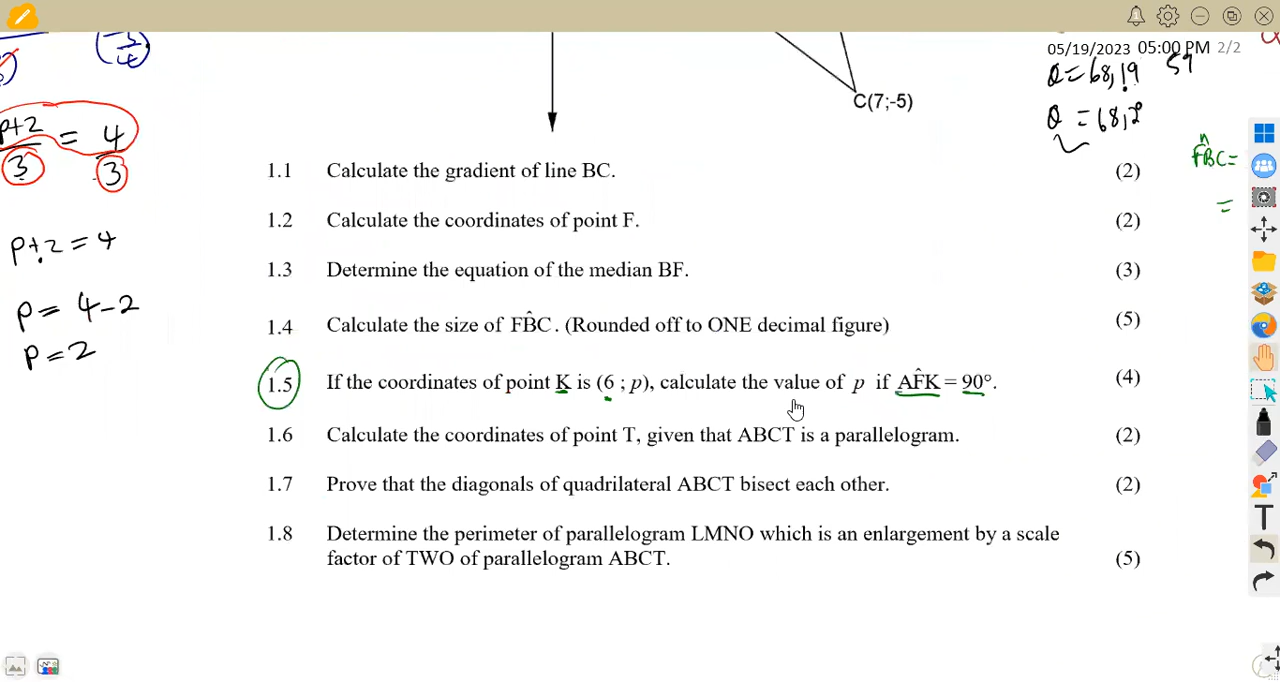 05/19/2023 05:00 PM 2/2
C(7;-5)
θ = 68,19 59
θ = 68,2
FB̂C =
=
p+2/3 = 4/3
p+2 = 4
p = 4-2
p = 2
1.1 Calculate the gradient of line BC. (2)
1.2 Calculate the coordinates of point F. (2)
1.3 Determine the equation of the median BF. (3)
1.4 Calculate the size of FB̂C. (Rounded off to ONE decimal figure) (5)
1.5 If the coordinates of point K is (6 ; p), calculate the value of p if AF̂K = 90°. (4)
1.6 Calculate the coordinates of point T, given that ABCT is a parallelogram. (2)
1.7 Prove that the diagonals of quadrilateral ABCT bisect each other. (2)
1.8 Determine the perimeter of parallelogram LMNO which is an enlargement by a scale
factor of TWO of parallelogram ABCT. (5)
T